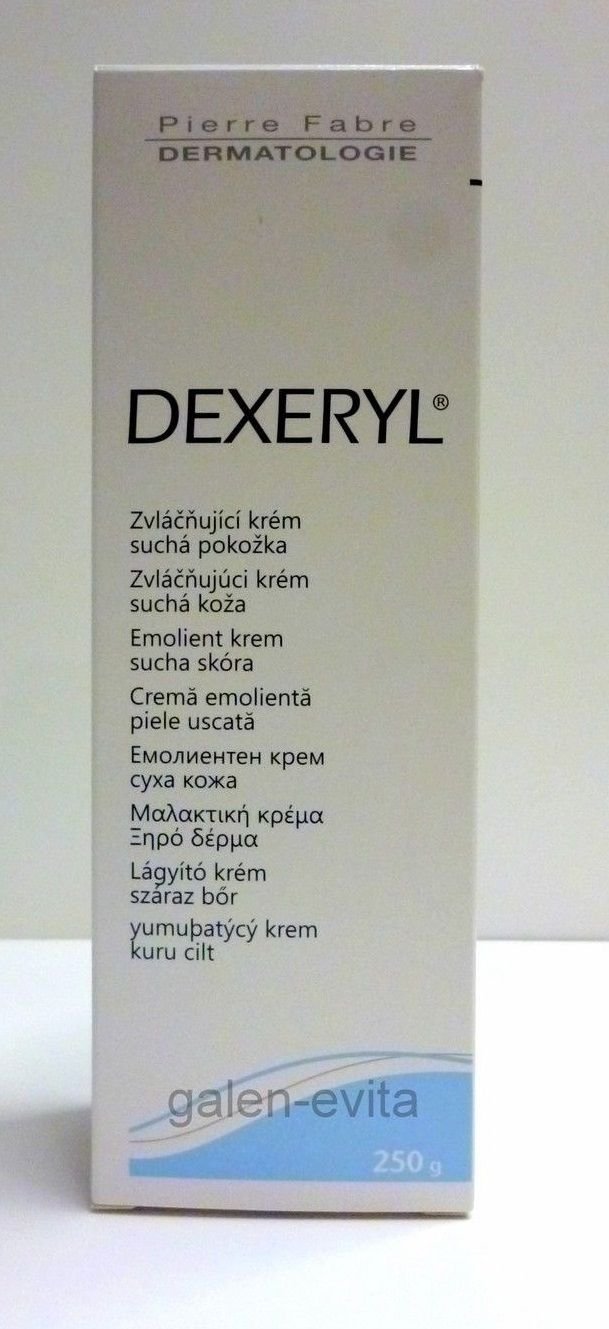 Pierre Fabre
DERMATOLOGIE
DEXERYL®
Zvláčňující krém
suchá pokožka
Zvláčňujúci krém
suchá koža
Emolient krem
sucha skóra
Cremă emolientă
piele uscată
Емолиентен крем
суха кожа
Μαλακτική κρέμα
Ξηρό δέρμα
Lágyító krém
száraz bőr
yumuþatýcý krem
kuru cilt
galen-evita
250 g